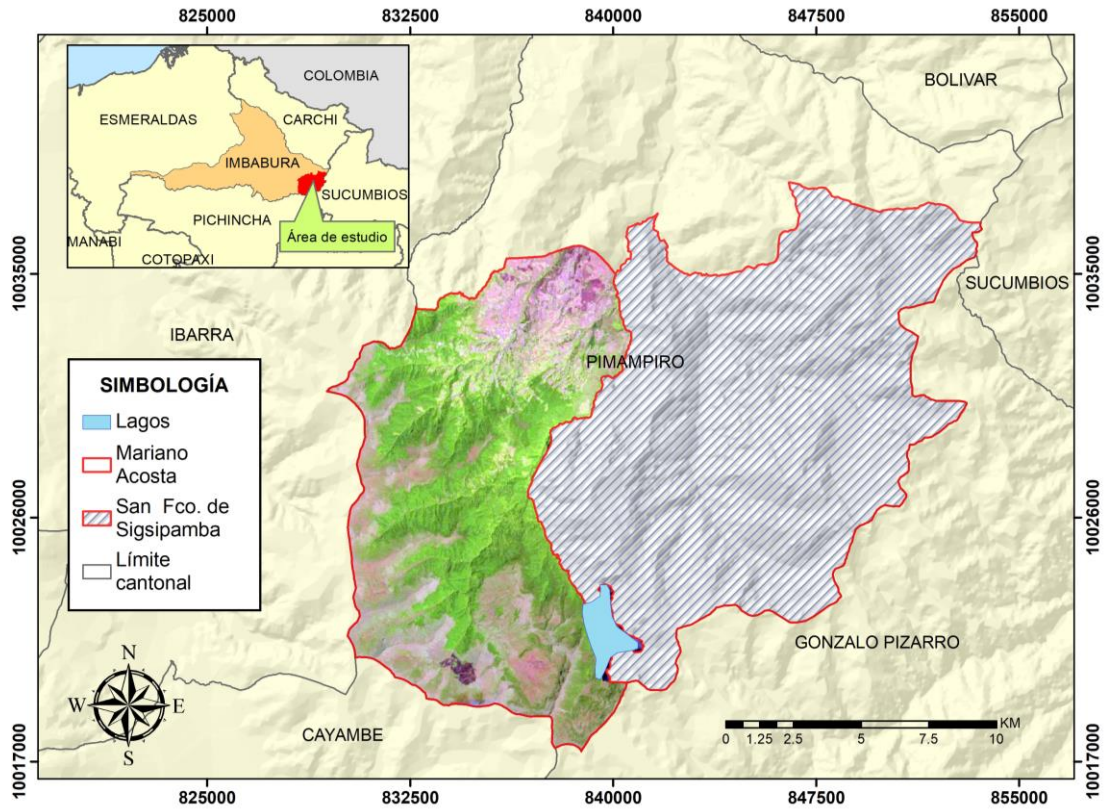 825000 832500 840000 847500 855000
COLOMBIA
ESMERALDAS
CARCHI
IMBABURA
SUCUMBIOS
PICHINCHA
Área de estudio
MANABI
COTOPAXI
BOLIVAR
10035000
10035000
SUCUMBIOS
IBARRA
PIMAMPIRO
SIMBOLOGÍA
Lagos
Mariano
Acosta
San Fco. de
Sigsipamba
Límite
cantonal
10026000
10026000
GONZALO PIZARRO
N
W E
S
CAYAMBE
KM
0 1.25 2.5 5 7.5 10
10017000
10017000
825000 832500 840000 847500 855000